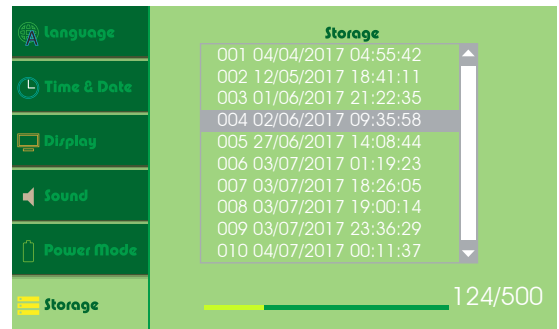 Language
Time & Date
Display
Sound
Power Mode
Storage
Storage
001 04/04/2017 04:55:42
002 12/05/2017 18:41:11
003 01/06/2017 21:22:35
004 02/06/2017 09:35:58
005 27/06/2017 14:08:44
006 03/07/2017 01:19:23
007 03/07/2017 18:26:05
008 03/07/2017 19:00:14
009 03/07/2017 23:36:29
010 04/07/2017 00:11:37
124/500